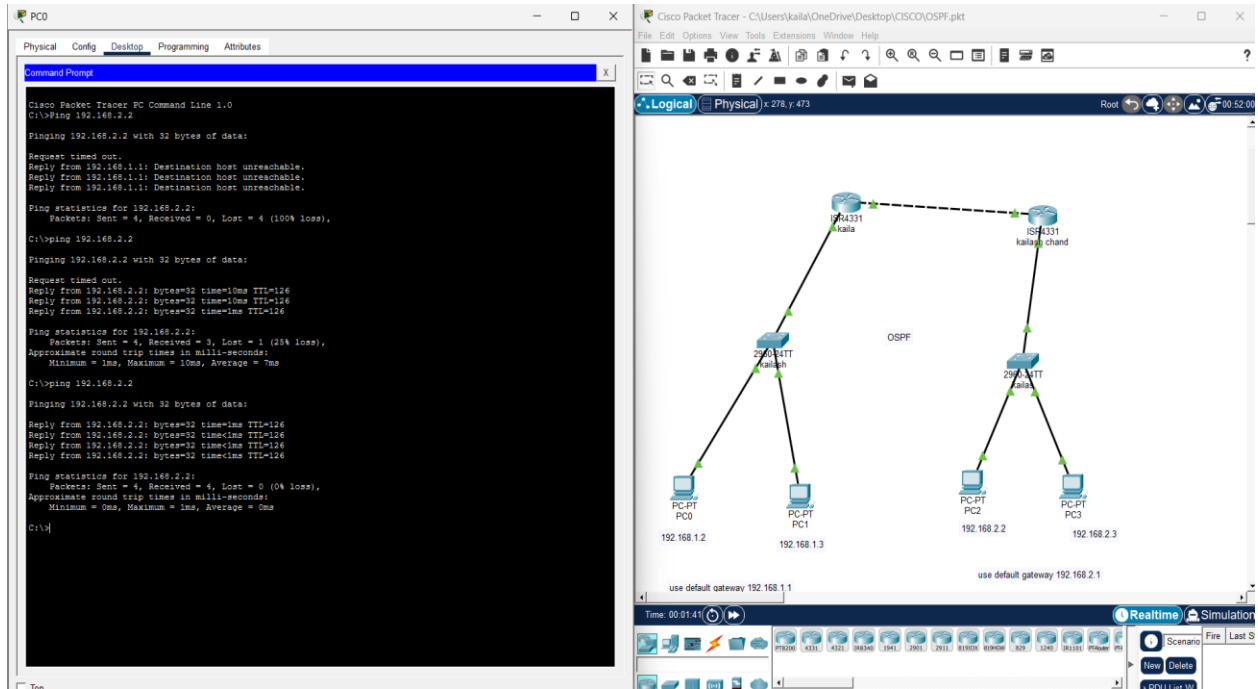 PC0
Physical Config Desktop Programming Attributes
Command Prompt
X
Cisco Packet Tracer PC Command Line 1.0
C:\>Ping 192.168.2.2
Pinging 192.168.2.2 with 32 bytes of data:
Request timed out.
Reply from 192.168.1.1: Destination host unreachable.
Reply from 192.168.1.1: Destination host unreachable.
Reply from 192.168.1.1: Destination host unreachable.
Ping statistics for 192.168.2.2:
Packets: Sent = 4, Received = 0, Lost = 4 (100% loss),
C:\>ping 192.168.2.2
Pinging 192.168.2.2 with 32 bytes of data:
Request timed out.
Reply from 192.168.2.2: bytes=32 time=10ms TTL=126
Reply from 192.168.2.2: bytes=32 time=10ms TTL=126
Reply from 192.168.2.2: bytes=32 time=1ms TTL=126
Ping statistics for 192.168.2.2:
Packets: Sent = 4, Received = 3, Lost = 1 (25% loss),
Approximate round trip times in milli-seconds:
Minimum = 1ms, Maximum = 10ms, Average = 7ms
C:\>ping 192.168.2.2
Pinging 192.168.2.2 with 32 bytes of data:
Reply from 192.168.2.2: bytes=32 time=1ms TTL=126
Reply from 192.168.2.2: bytes=32 time<1ms TTL=126
Reply from 192.168.2.2: bytes=32 time<1ms TTL=126
Reply from 192.168.2.2: bytes=32 time<1ms TTL=126
Ping statistics for 192.168.2.2:
Packets: Sent = 4, Received = 4, Lost = 0 (0% loss),
Approximate round trip times in milli-seconds:
Minimum = 0ms, Maximum = 1ms, Average = 0ms
C:\>
Top
Cisco Packet Tracer - C:\Users\kaila\OneDrive\Desktop\CISCO\OSPF.pkt
File Edit Options View Tools Extensions Window Help
?
Logical Physical x: 278, y: 473 Root 00:52:00
ISR4331
kaila
ISR4331
kailash chand
OSPF
2960-24TT
kailash
2960-24TT
kailas
PC-PT
PC0
PC-PT
PC1
PC-PT
PC2
PC-PT
PC3
192.168.1.2
192.168.1.3
192.168.2.2
192.168.2.3
use default gateway 192.168.1.1
use default gateway 192.168.2.1
Time: 00:01:41 Realtime Simulation
PT8200 4331 4321 IR8340 1941 2901 2911 819IOX 819HGW 829 1240 IR1101 PT-Router
Scenario
New Delete
Fire Last S